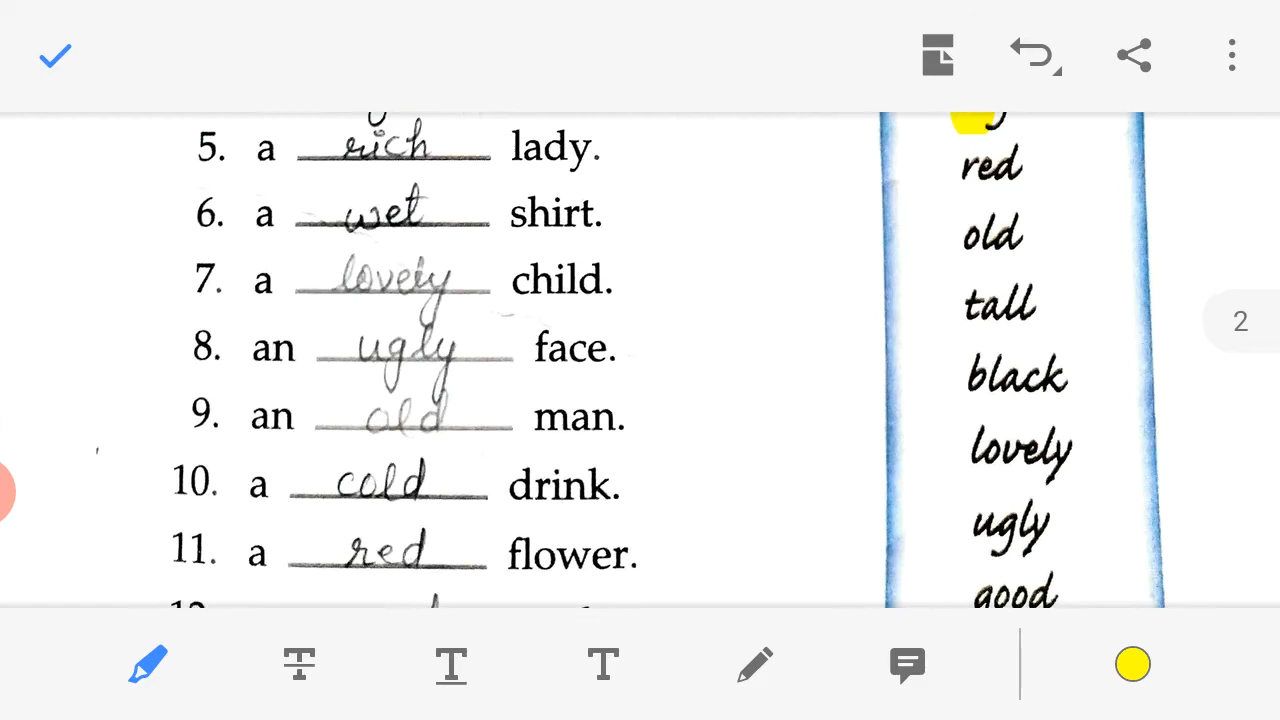 5. a rich lady.
6. a wet shirt.
7. a lovely child.
8. an ugly face.
9. an old man.
10. a cold drink.
11. a red flower.
red
old
tall
black
lovely
ugly
good
2
T